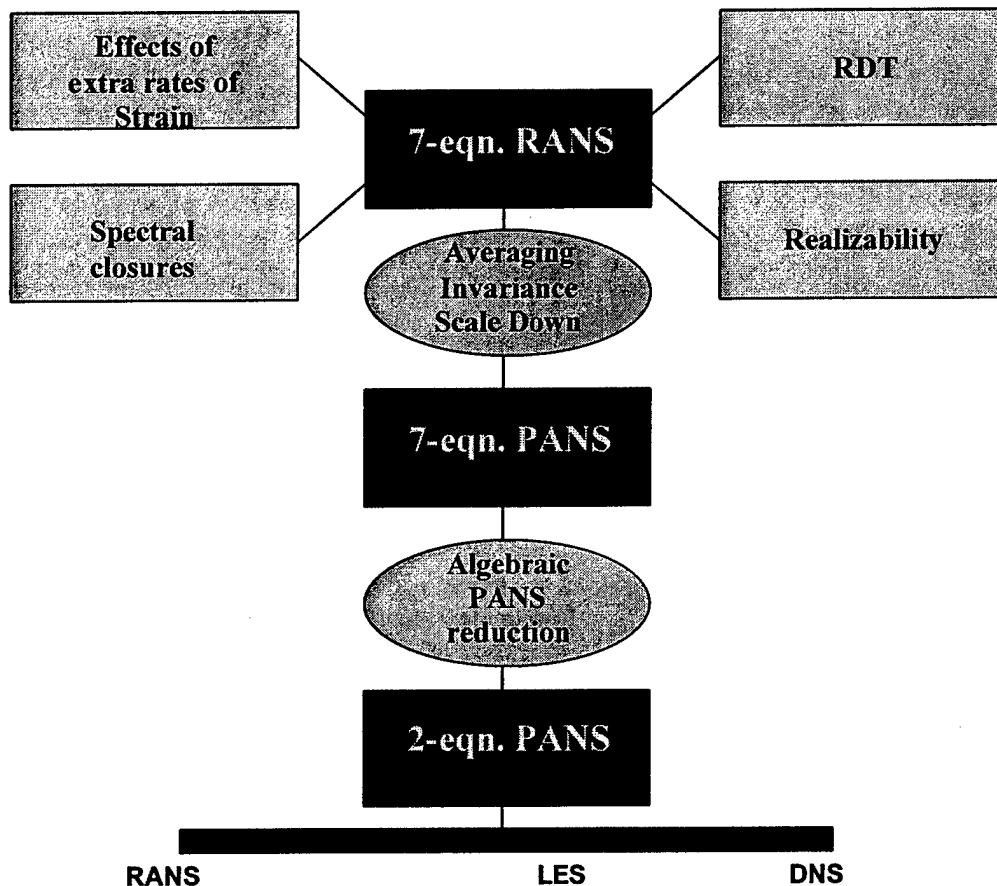 Effects of
extra rates of
Strain
RDT
7-eqn. RANS
Spectral
closures
Realizability
Averaging
Invariance
Scale Down
7-eqn. PANS
Algebraic
PANS
reduction
2-eqn. PANS
RANS
LES
DNS